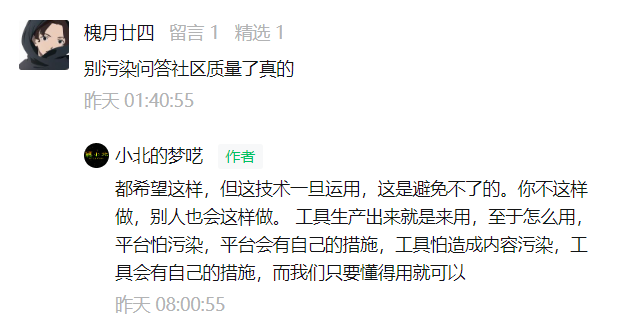 槐月廿四 留言 1 精选 1
别污染问答社区质量了真的
昨天 01:40:55
小北的梦呓 作者
都希望这样，但这技术一旦运用，这是避免不了的。你不这样
做，别人也会这样做。 工具生产出来就是来用，至于怎么用，
平台怕污染，平台会有自己的措施，工具怕造成内容污染，工
具会有自己的措施，而我们只要懂得用就可以
昨天 08:00:55